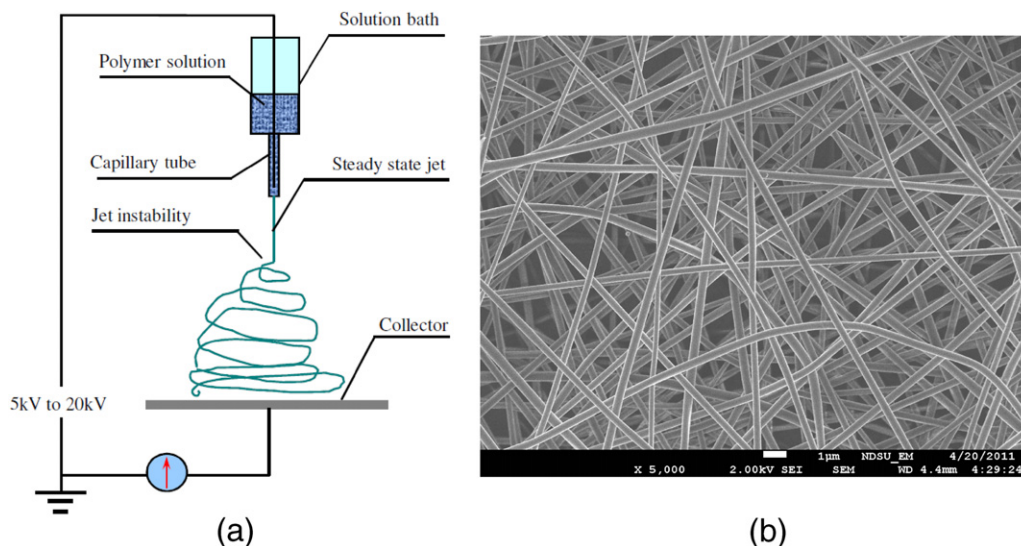 Solution bath
Polymer solution
Capillary tube
Steady state jet
Jet instability
Collector
5kV to 20kV
1μm NDSU_EM 4/20/2011
X 5,000 2.00kV SEI SEM WD 4.4mm 4:29:24
(a)
(b)